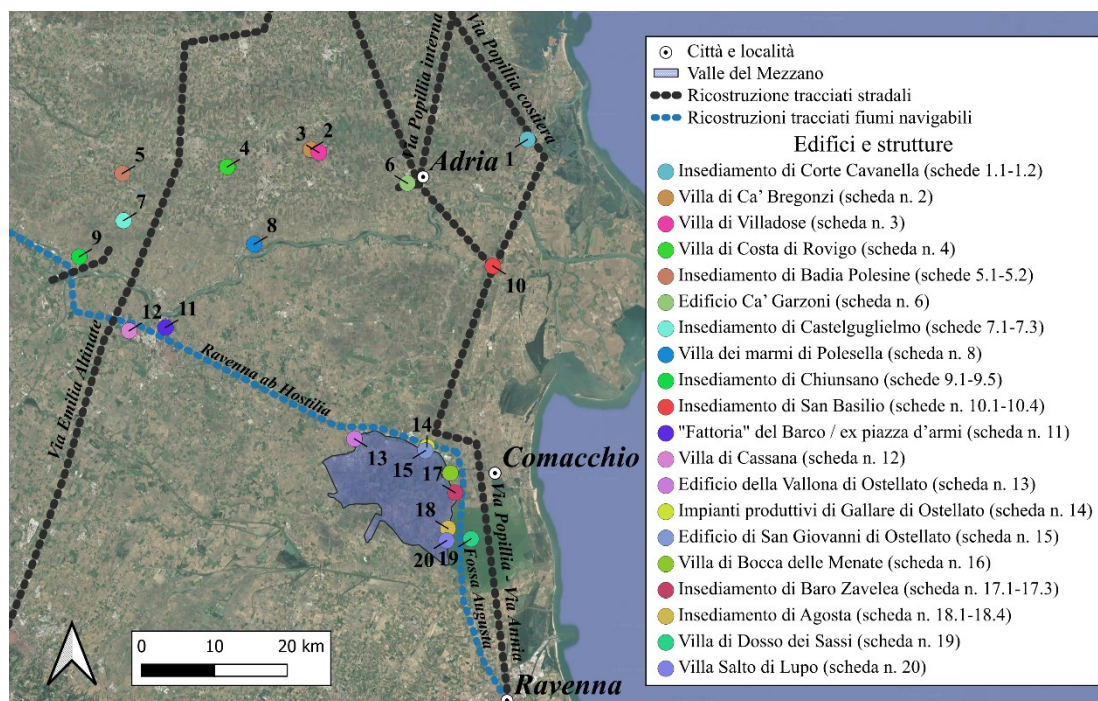 Città e località
Valle del Mezzano
Ricostruzione tracciati stradali
Ricostruzioni tracciati fiumi navigabili
Edifici e strutture
Insediamento di Corte Cavanella (schede 1.1-1.2)
Villa di Ca' Bregonzi (scheda n. 2)
Villa di Villadose (scheda n. 3)
Villa di Costa di Rovigo (scheda n. 4)
Insediamento di Badia Polesine (schede 5.1-5.2)
Edificio Ca' Garzoni (scheda n. 6)
Insediamento di Castelguglielmo (schede 7.1-7.3)
Villa dei marmi di Polesella (scheda n. 8)
Insediamento di Chiunsano (schede 9.1-9.5)
Insediamento di San Basilio (schede n. 10.1-10.4)
"Fattoria" del Barco / ex piazza d'armi (scheda n. 11)
Villa di Cassana (scheda n. 12)
Edificio della Vallona di Ostellato (scheda n. 13)
Impianti produttivi di Gallare di Ostellato (scheda n. 14)
Edificio di San Giovanni di Ostellato (scheda n. 15)
Villa di Bocca delle Menate (scheda n. 16)
Insediamento di Baro Zavelea (scheda n. 17.1-17.3)
Insediamento di Agosta (scheda n. 18.1-18.4)
Villa di Dosso dei Sassi (scheda n. 19)
Villa Salto di Lupo (scheda n. 20)
Via Popillia interna
Via Popillia costiera
3
2
1
5
4
6
Adria
7
8
9
10
12
11
Via Emilia Altinate
Ravenna ab Hostilia
14
13
15
Comacchio
17
18
20
19
Fossa Augusta
Via Popillia - Via Annia
Ravenna
0
10
20 km